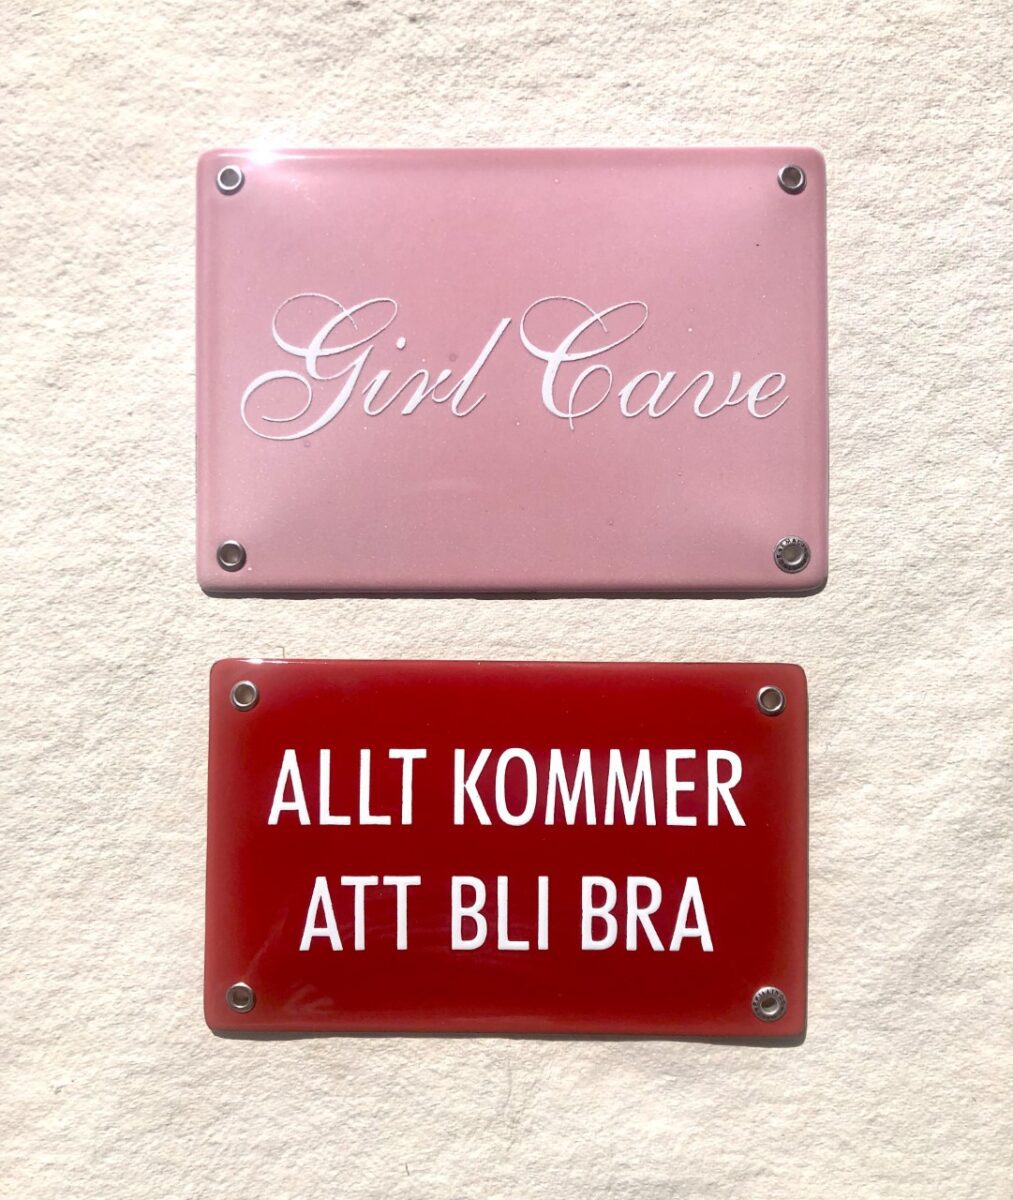 Girl Cave
ALLT KOMMER
ATT BLI BRA